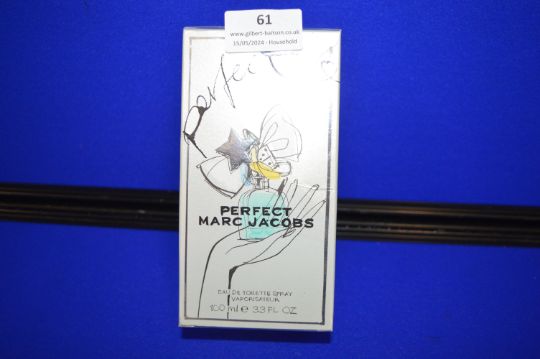 61
www.gilbert-baitson.co.uk
15/05/2024 - Household
Perfect
PERFECT
MARC JACOBS
EAU DE TOILETTE SPRAY
VAPORISATEUR
100 ml e 3.3 FL OZ